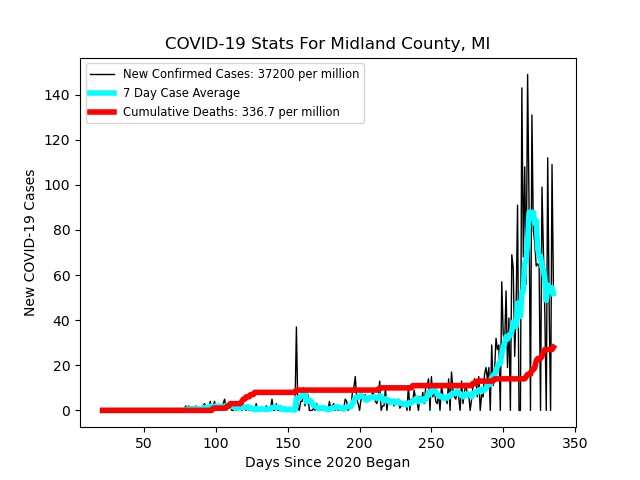 COVID-19 Stats For Midland County, MI
New Confirmed Cases: 37200 per million
7 Day Case Average
Cumulative Deaths: 336.7 per million
New COVID-19 Cases
140
120
100
80
60
40
20
0
50 100 150 200 250 300 350
Days Since 2020 Began